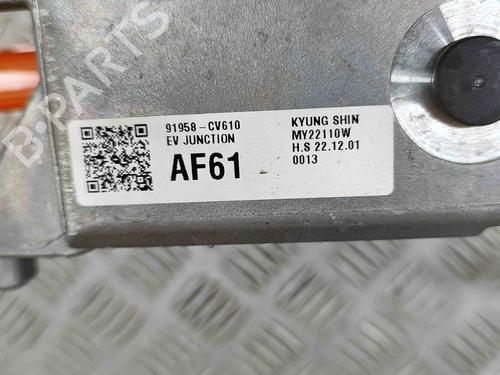 91958-CV610
EV JUNCTION
AF61
KYUNG SHIN
MY22110W
H.S 22.12.01
0013
B-PARTS